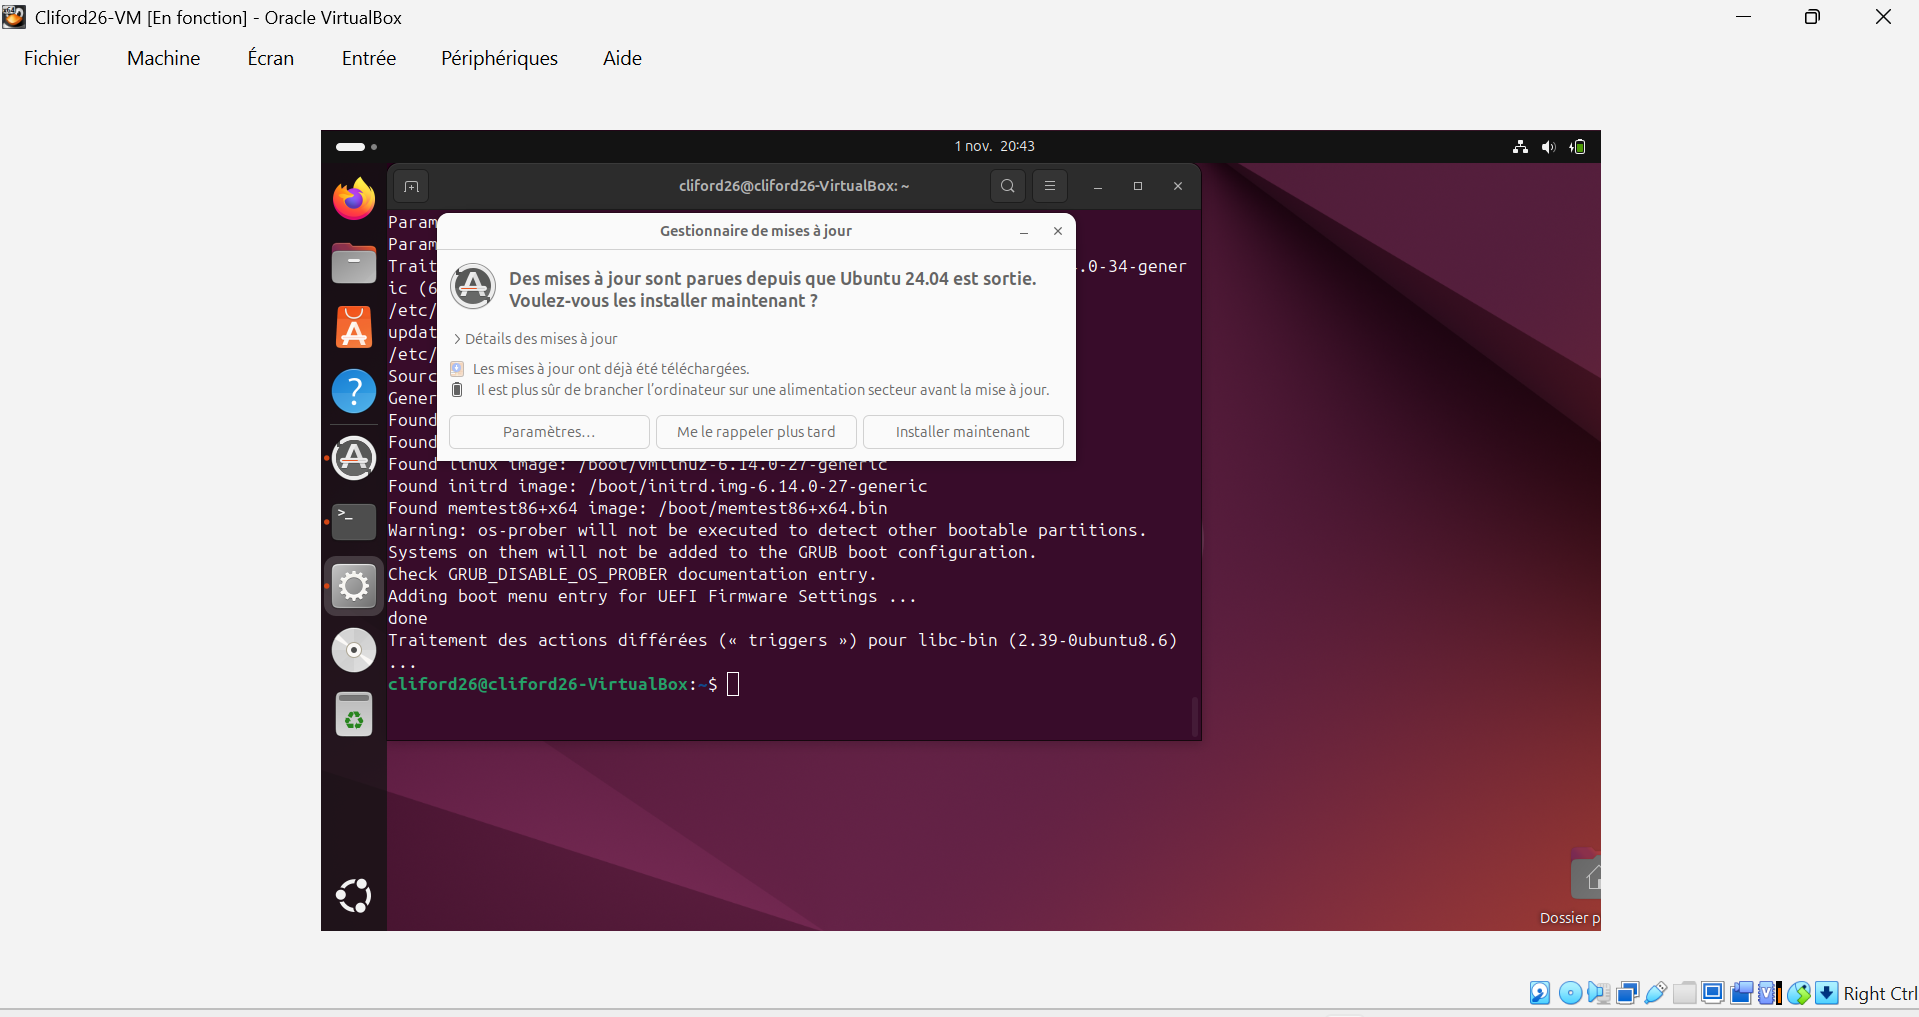 Cliford26-VM [En fonction] - Oracle VirtualBox
Fichier Machine Écran Entrée Périphériques Aide
1 nov. 20:43
cliford26@cliford26-VirtualBox: ~
Param
Gestionnaire de mises à jour
Param
Des mises à jour sont parues depuis que Ubuntu 24.04 est sortie.
Voulez-vous les installer maintenant ?
Trait
.0-34-gener
ic (6
/etc/
updat
Détails des mises à jour
/etc/
Les mises à jour ont déjà été téléchargées.
Sourc
Il est plus sûr de brancher l'ordinateur sur une alimentation secteur avant la mise à jour.
Gener
Found
Paramètres... Me le rappeler plus tard Installer maintenant
Found
Found linux image: /boot/vmlinuz-6.14.0-27-generic
Found initrd image: /boot/initrd.img-6.14.0-27-generic
Found memtest86+x64 image: /boot/memtest86+x64.bin
Warning: os-prober will not be executed to detect other bootable partitions.
Systems on them will not be added to the GRUB boot configuration.
Check GRUB_DISABLE_OS_PROBER documentation entry.
Adding boot menu entry for UEFI Firmware Settings ...
done
Traitement des actions différées (« triggers ») pour libc-bin (2.39-0ubuntu8.6)
...
cliford26@cliford26-VirtualBox:~$
Dossier p
Right Ctrl